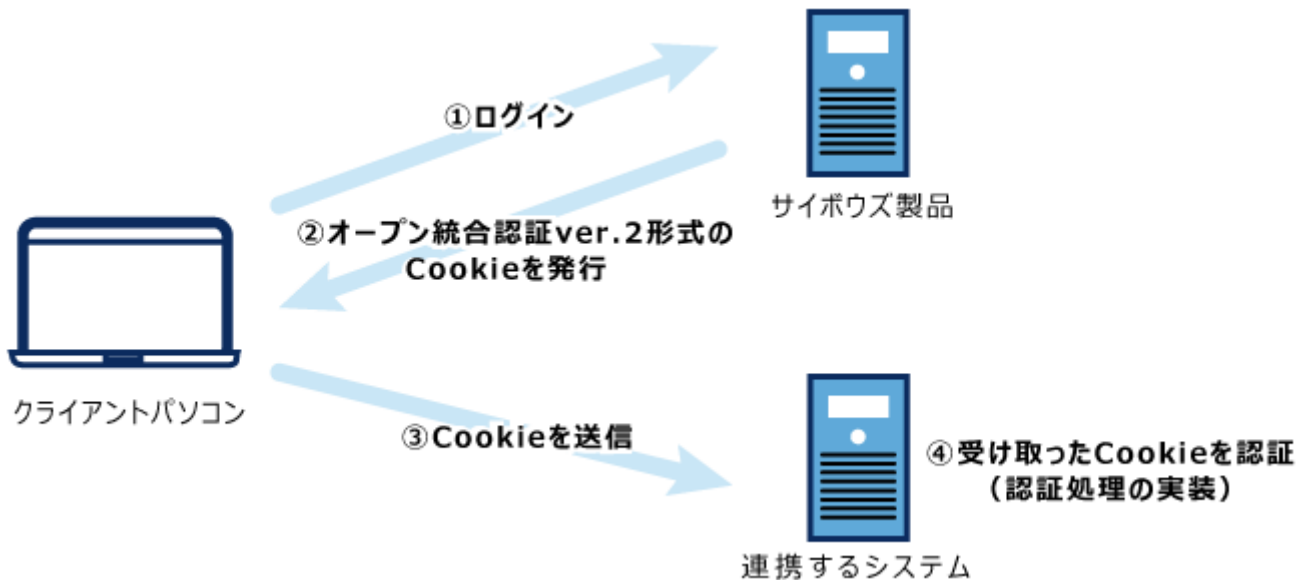 ①ログイン
サイボウズ製品
②オープン統合認証ver.2形式の
Cookieを発行
クライアントパソコン
③Cookieを送信
④受け取ったCookieを認証
(認証処理の実装)
連携するシステム